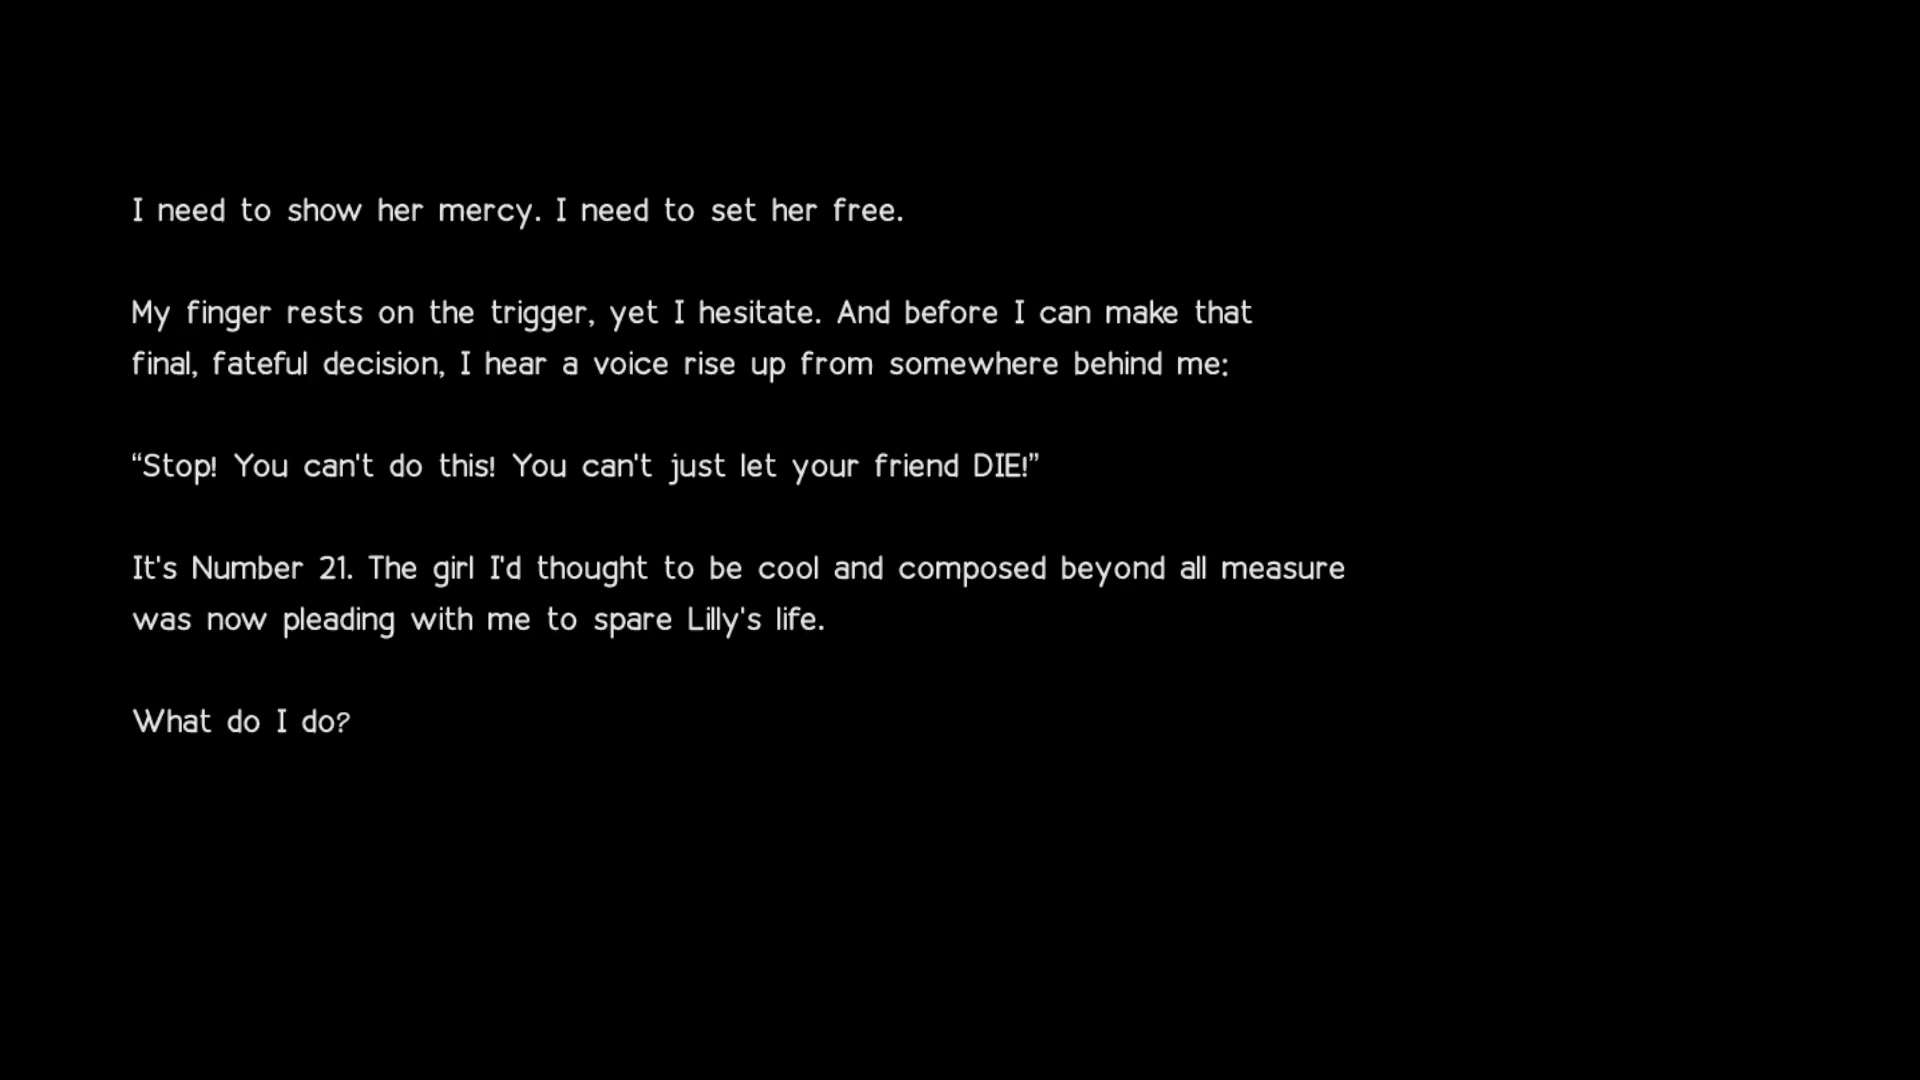 I need to show her mercy. I need to set her free.
My finger rests on the trigger, yet I hesitate. And before I can make that
final, fateful decision, I hear a voice rise up from somewhere behind me:
“Stop! You can't do this! You can't just let your friend DIE!”
It's Number 21. The girl I'd thought to be cool and composed beyond all measure
was now pleading with me to spare Lilly's life.
What do I do?